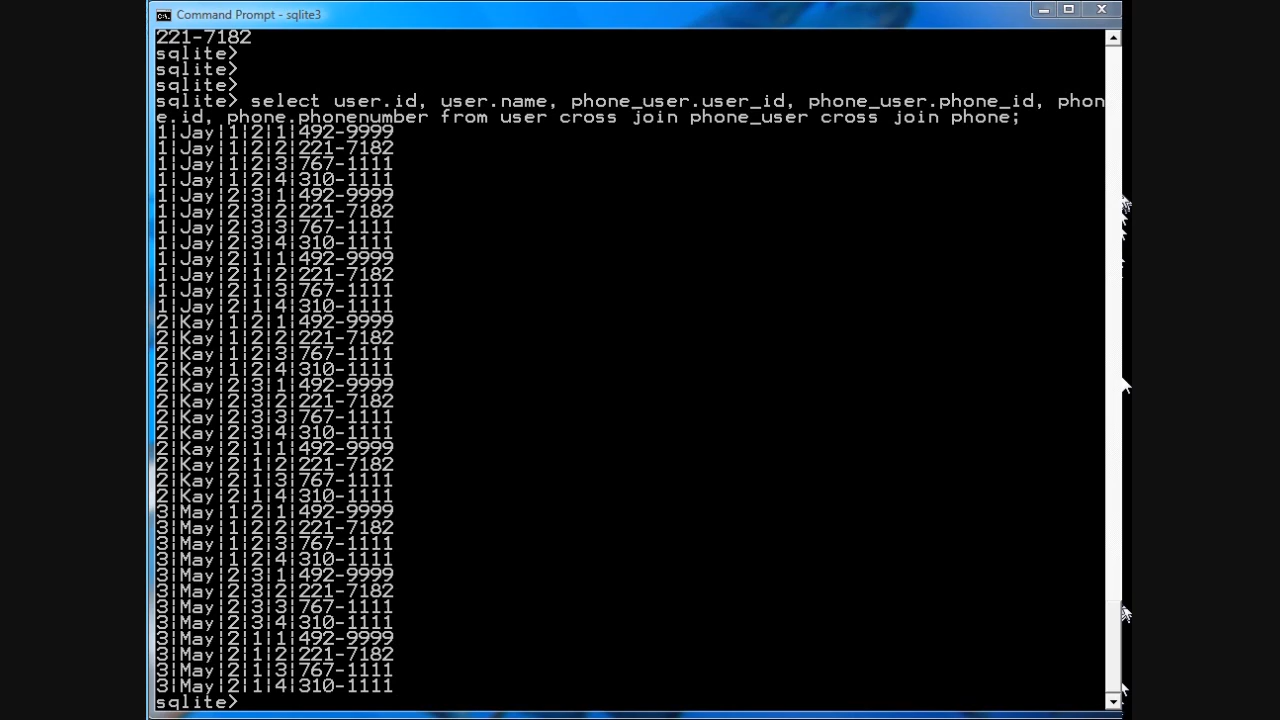 Command Prompt - sqlite3
221-7182
sqlite>
sqlite>
sqlite>
sqlite> select user.id, user.name, phone_user.user_id, phone_user.phone_id, phon
e.id, phone.phonenumber from user cross join phone_user cross join phone;
1|Jay|1|2|1|492-9999
1|Jay|1|2|2|221-7182
1|Jay|1|2|3|767-1111
1|Jay|1|2|4|310-1111
1|Jay|2|3|1|492-9999
1|Jay|2|3|2|221-7182
1|Jay|2|3|3|767-1111
1|Jay|2|3|4|310-1111
1|Jay|2|1|1|492-9999
1|Jay|2|1|2|221-7182
1|Jay|2|1|3|767-1111
1|Jay|2|1|4|310-1111
2|Kay|1|2|1|492-9999
2|Kay|1|2|2|221-7182
2|Kay|1|2|3|767-1111
2|Kay|1|2|4|310-1111
2|Kay|2|3|1|492-9999
2|Kay|2|3|2|221-7182
2|Kay|2|3|3|767-1111
2|Kay|2|3|4|310-1111
2|Kay|2|1|1|492-9999
2|Kay|2|1|2|221-7182
2|Kay|2|1|3|767-1111
2|Kay|2|1|4|310-1111
3|May|1|2|1|492-9999
3|May|1|2|2|221-7182
3|May|1|2|3|767-1111
3|May|1|2|4|310-1111
3|May|2|3|1|492-9999
3|May|2|3|2|221-7182
3|May|2|3|3|767-1111
3|May|2|3|4|310-1111
3|May|2|1|1|492-9999
3|May|2|1|2|221-7182
3|May|2|1|3|767-1111
3|May|2|1|4|310-1111
sqlite>